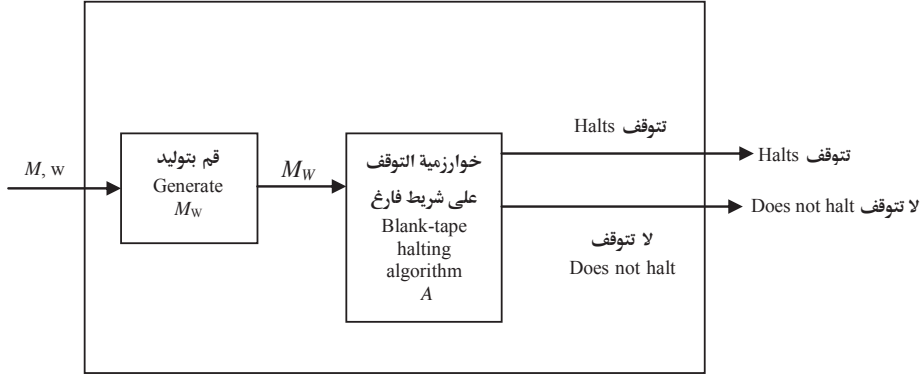 M, w
قم بتوليد
Generate
M_W
M_W
خوارزمية التوقف
على شريط فارغ
Blank-tape
halting
algorithm
A
Halts تتوقف
Halts تتوقف
لا تتوقف
Does not halt
Does not halt لا تتوقف